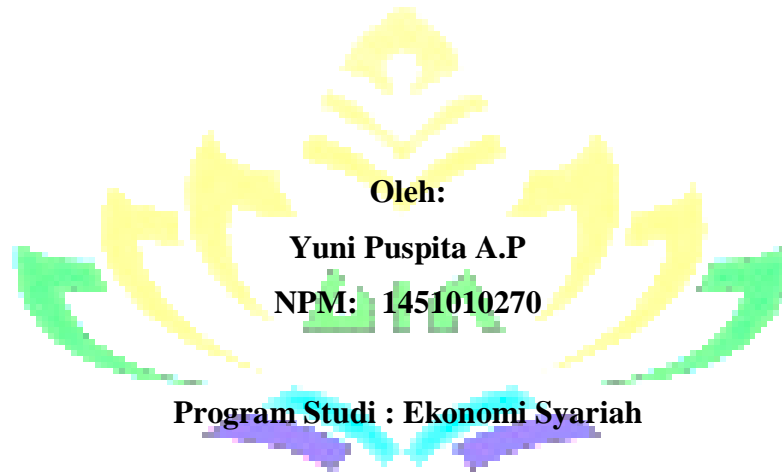 Oleh:
Yuni Puspita A.P
NPM: 1451010270
Program Studi : Ekonomi Syariah